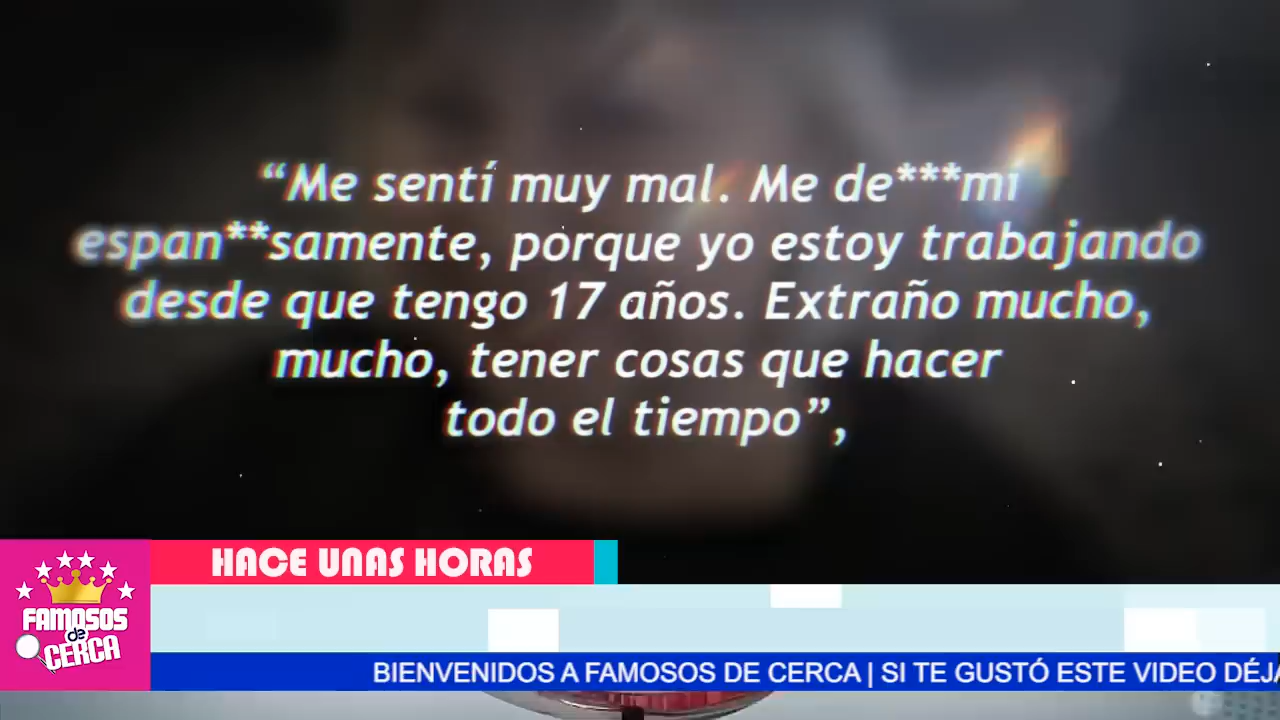 “Me sentí muy mal. Me de***mí
espan**samente, porque yo estoy trabajando
desde que tengo 17 años. Extraño mucho,
mucho, tener cosas que hacer
todo el tiempo”,
HACE UNAS HORAS
FAMOSOS
de
CERCA
BIENVENIDOS A FAMOSOS DE CERCA | SI TE GUSTÓ ESTE VIDEO DÉJA